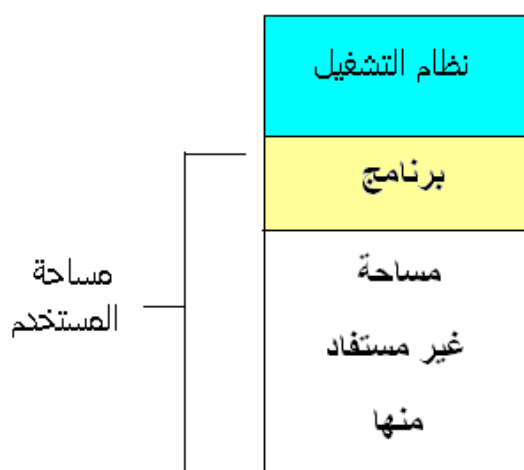 نظام التشغيل
برنامج
مساحة
غير مستفاد
منها
مساحة
المستخدم